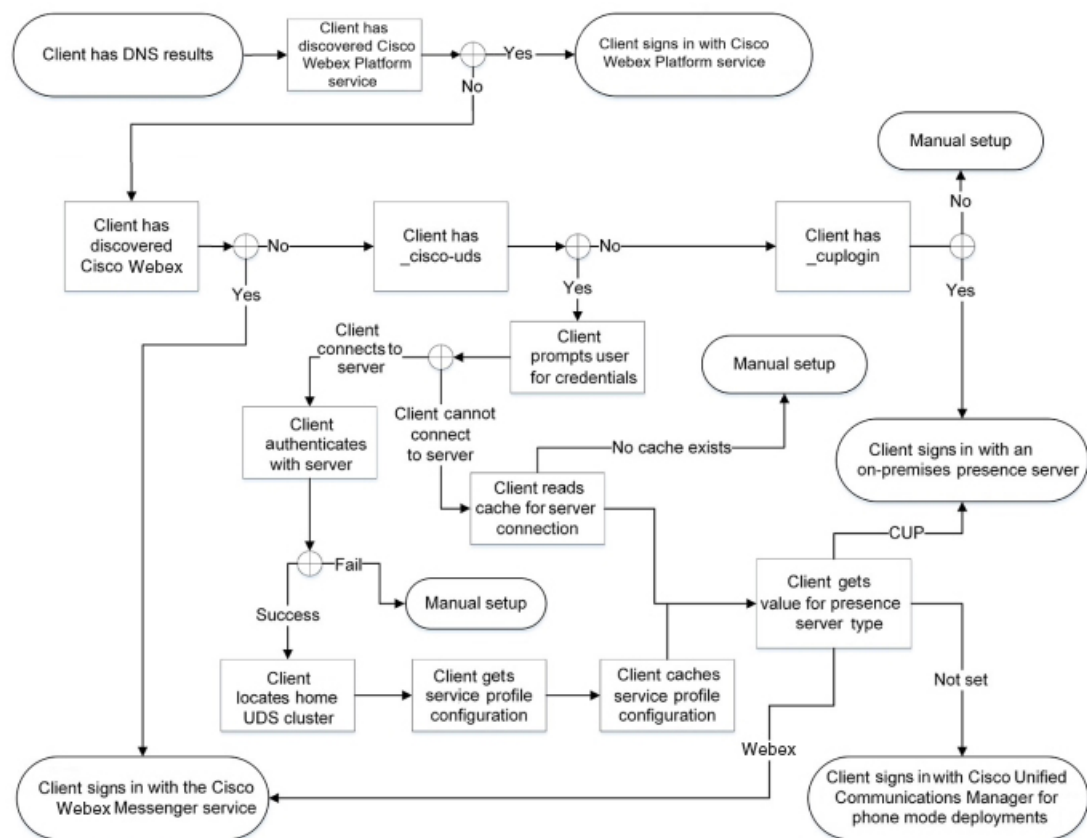 Client has DNS results
Client has
discovered Cisco
Webex Platform
service
Yes
Client signs in with Cisco
Webex Platform service
No
Manual setup
No
Client has
discovered
Cisco Webex
No
Client has
_cisco-uds
No
Client has
_cuplogin
Yes
Yes
Yes
Client
connects to
server
Client
prompts user
for credentials
Manual setup
Client
authenticates
with server
Client cannot
connect
to server
No cache exists
Client signs in with an
on-premises presence server
Client reads
cache for server
connection
CUP
Fail
Manual setup
Client gets
value for presence
server type
Success
Client
locates home
UDS cluster
Client gets
service profile
configuration
Client caches
service profile
configuration
Not set
Webex
Client signs in with the Cisco
Webex Messenger service
Client signs in with Cisco Unified
Communications Manager for
phone mode deployments